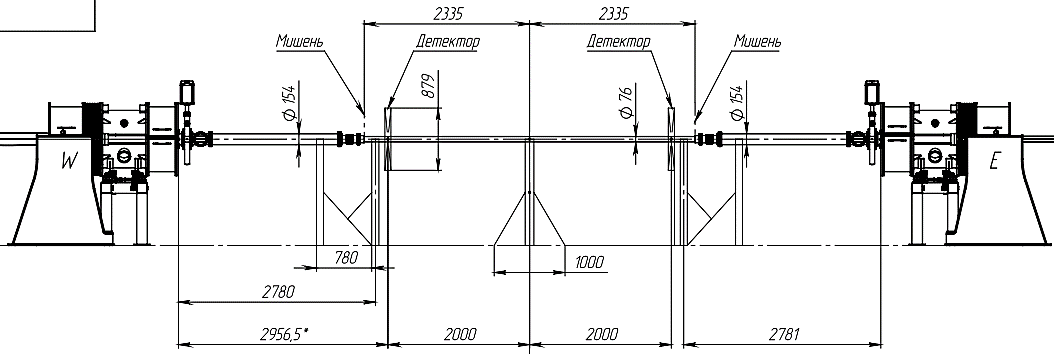 2335
2335
Мишень
Детектор
Детектор
Мишень
⌀154
879
⌀76
⌀154
W
E
780
1000
2780
2956,5*
2000
2000
2781